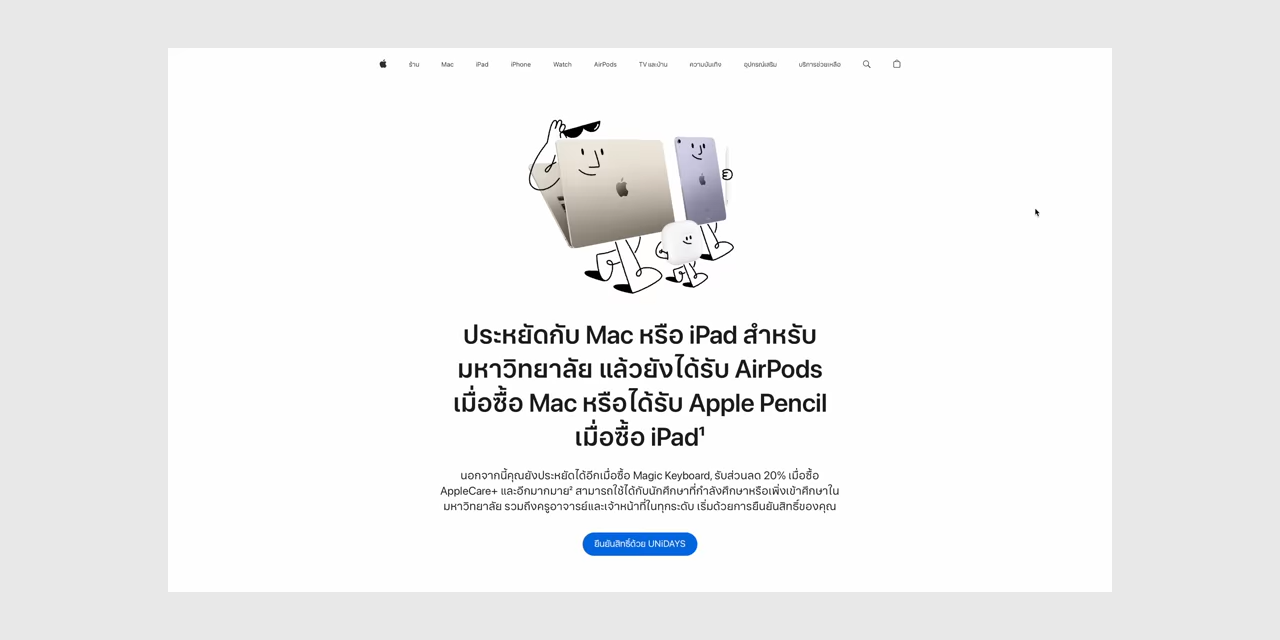 ร้าน Mac iPad iPhone Watch AirPods TV และบ้าน ความบันเทิง อุปกรณ์เสริม บริการช่วยเหลือ
ประหยัดกับ Mac หรือ iPad สำหรับ
มหาวิทยาลัย แล้วยังได้รับ AirPods
เมื่อซื้อ Mac หรือได้รับ Apple Pencil
เมื่อซื้อ iPad¹
นอกจากนี้คุณยังประหยัดได้อีกเมื่อซื้อ Magic Keyboard, รับส่วนลด 20% เมื่อซื้อ
AppleCare+ และอีกมากมาย² สามารถใช้ได้กับนักศึกษาที่กำลังศึกษาหรือเพิ่งเข้าศึกษาใน
มหาวิทยาลัย รวมถึงครูอาจารย์และเจ้าหน้าที่ในทุกระดับ เริ่มด้วยการยืนยันสิทธิ์ของคุณ
ยืนยันสิทธิ์ด้วย UNiDAYS